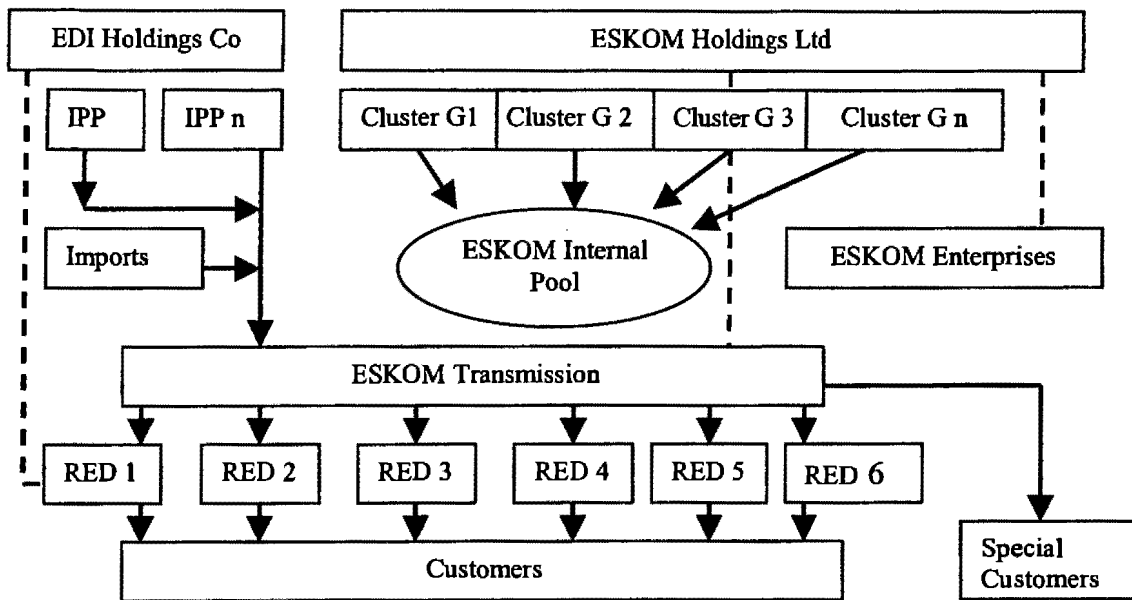 EDI Holdings Co
ESKOM Holdings Ltd
IPP
IPP n
Cluster G1
Cluster G 2
Cluster G 3
Cluster G n
Imports
ESKOM Internal
Pool
ESKOM Enterprises
ESKOM Transmission
RED 1
RED 2
RED 3
RED 4
RED 5
RED 6
Customers
Special
Customers